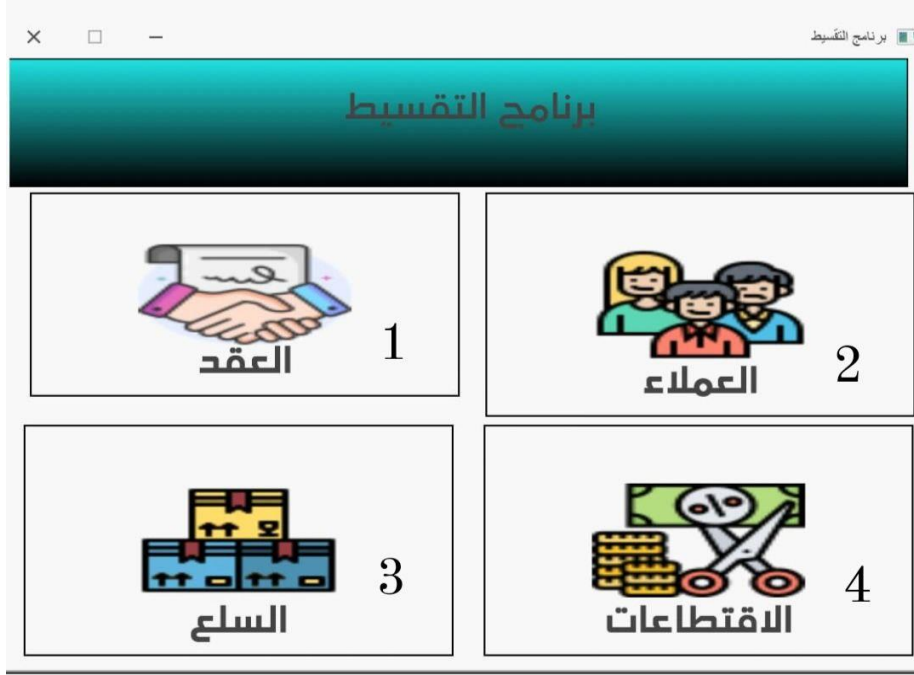 برنامج التقسيط
برنامج التقسيط
العقد
1
العملاء
2
السلع
3
الاقتطاعات
4